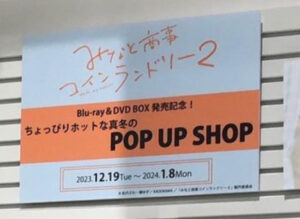 みなと商事
コインランドリー2
Blu-ray & DVD BOX 発売記念!
ちょっぴりホットな真冬の
POP UP SHOP
2023.12.19Tue 〜 2024.1.8Mon